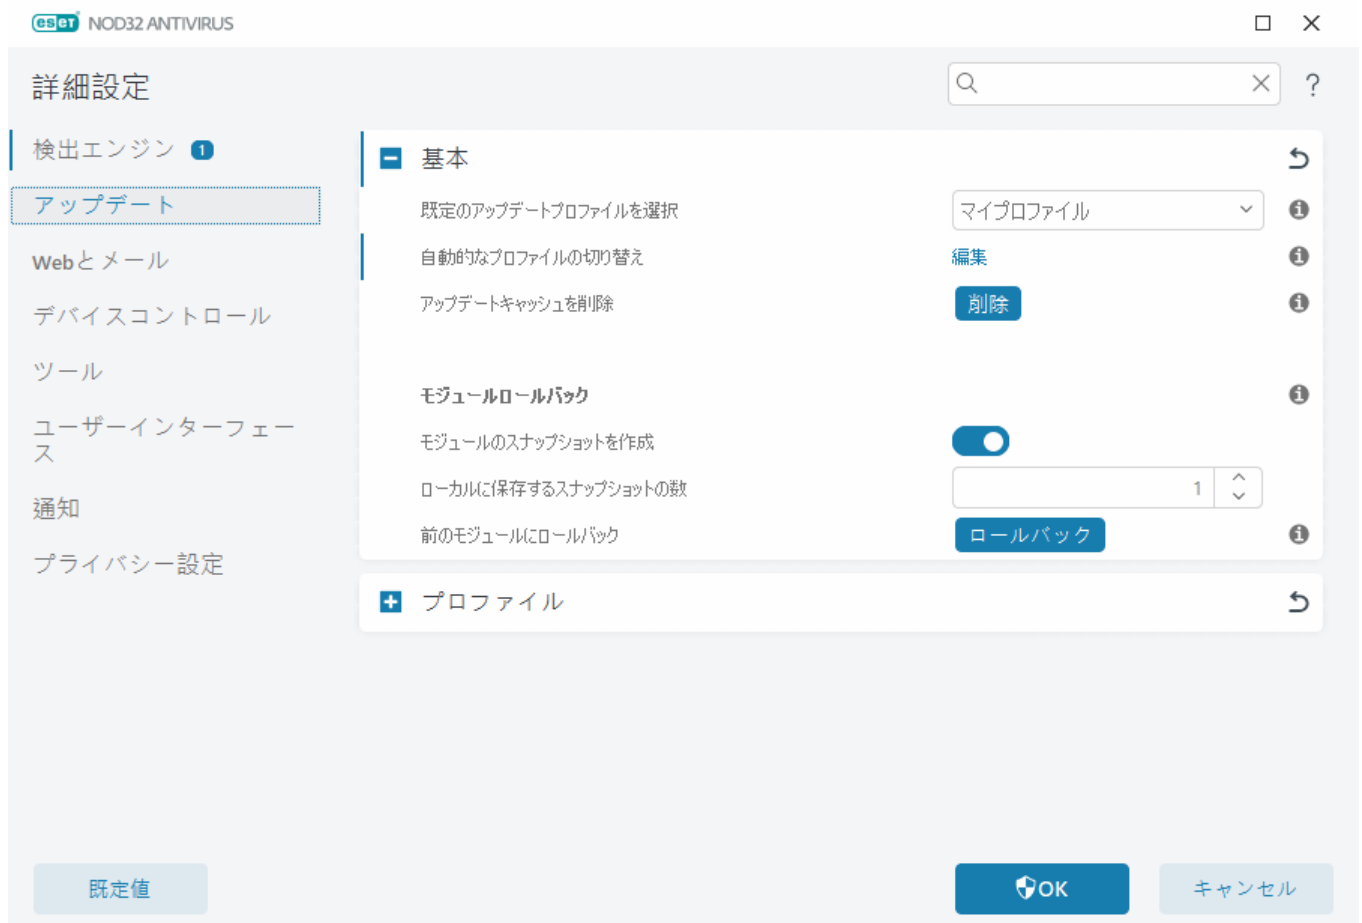 eset NOD32 ANTIVIRUS
詳細設定
?
検出エンジン 1
アップデート
Webとメール
デバイスコントロール
ツール
ユーザーインターフェー
ス
通知
プライバシー設定
基本
既定のアップデートプロファイルを選択 マイプロファイル
自動的なプロファイルの切り替え 編集
アップデートキャッシュを削除 削除
モジュールロールバック
モジュールのスナップショットを作成
ローカルに保存するスナップショットの数 1
前のモジュールにロールバック ロールバック
プロファイル
既定値 OK キャンセル